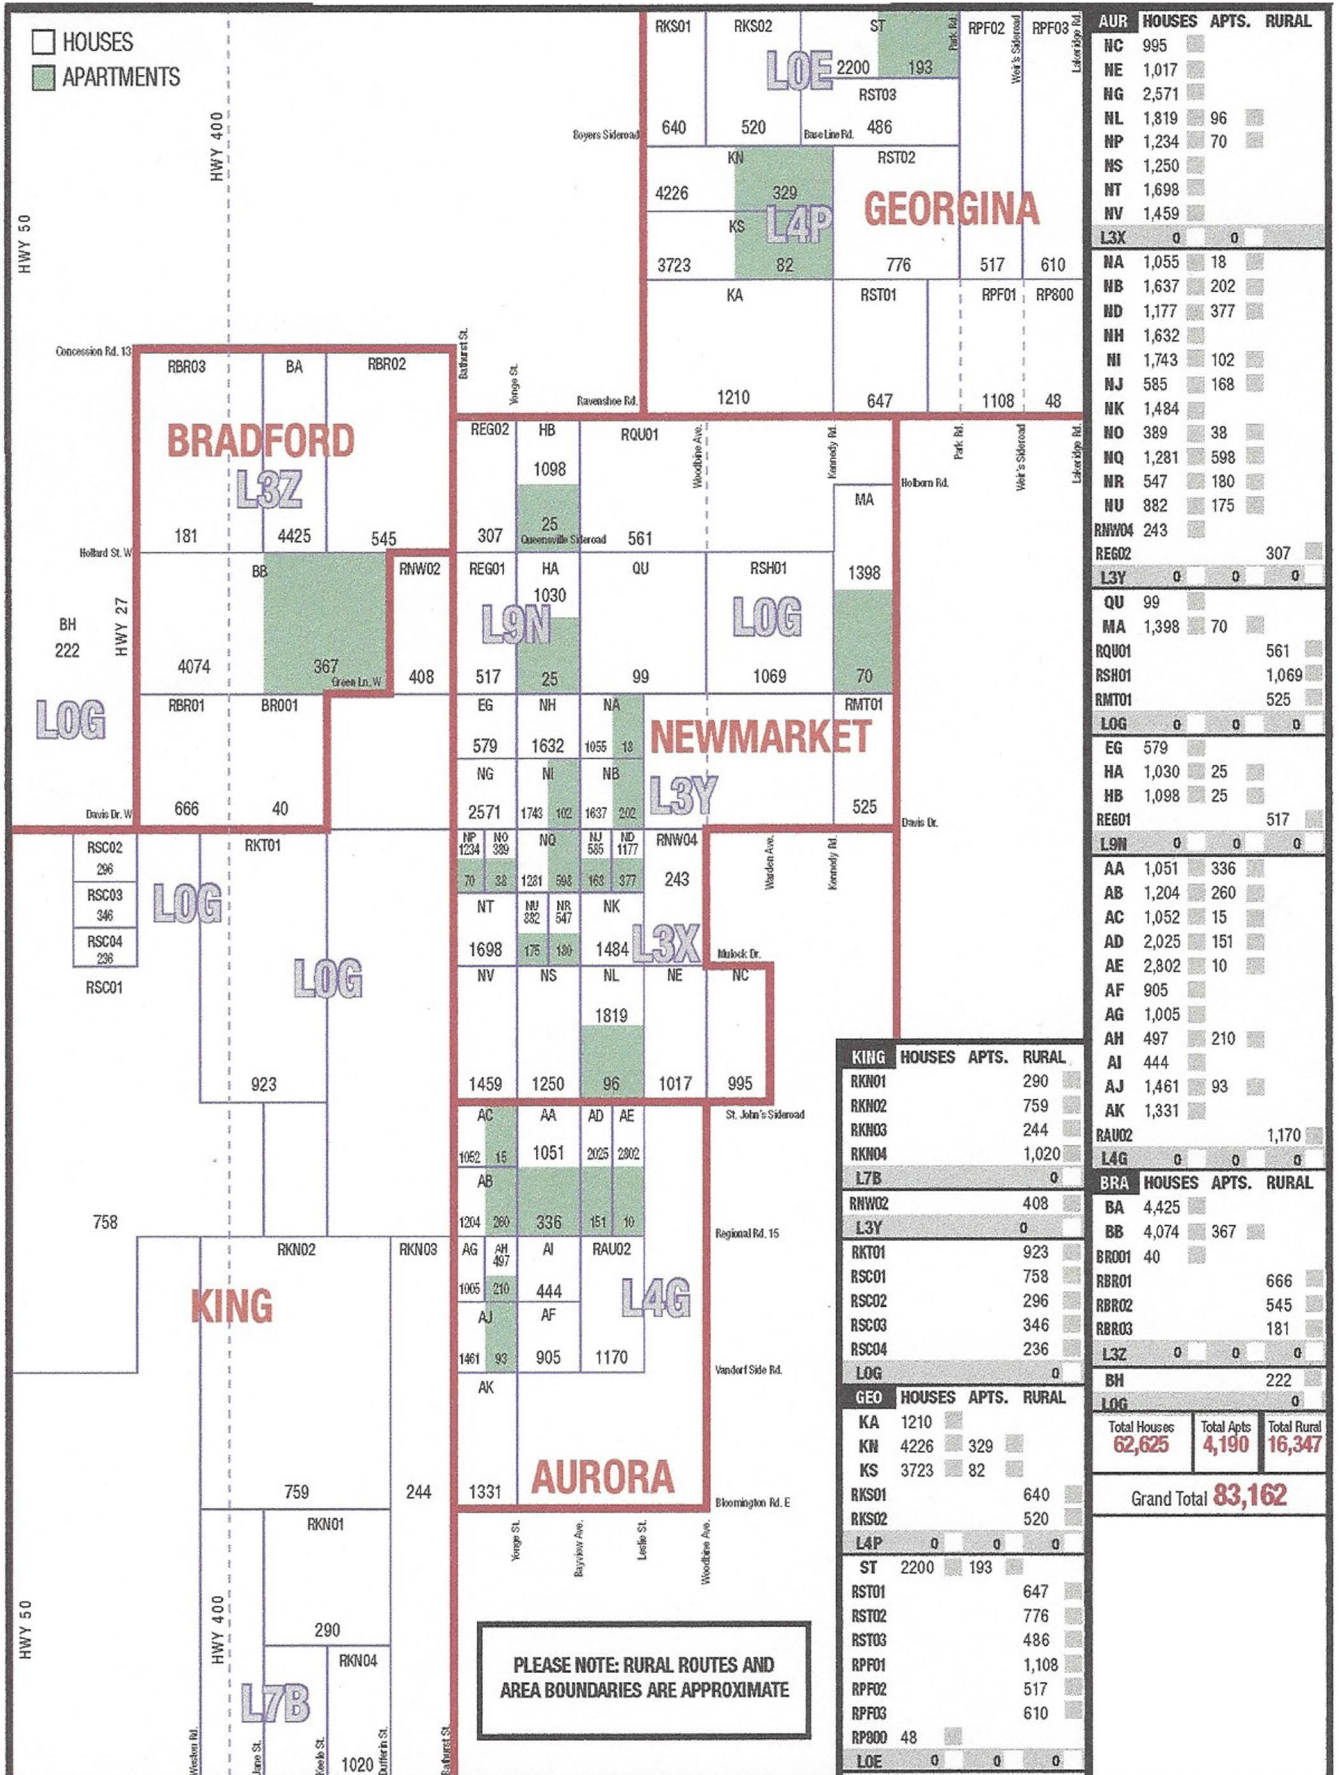 HOUSES
APARTMENTS
HWY 400
HWY 50
RKS01
RKS02
ST
Park Rd.
RPF02
Weir's Sideroad
RPF03
Lakeridge Rd.
L0E
2200
193
RST03
640
520
486
Boyers Sideroad
Base Line Rd.
KN
RST02
4226
329
GEORGINA
KS
L4P
3723
82
776
517
610
KA
RST01
RPF01
RP800
1210
647
1108
48
Ravenshoe Rd.
Concession Rd. 13
Bathurst St.
Yonge St.
RBR03
BA
RBR02
BRADFORD
L3Z
181
4425
545
Hollard St. W
BB
RNW02
4074
367
408
Green Ln. W
BH
222
HWY 27
L0G
RBR01
BR001
666
40
Davis Dr. W
REG02
HB
RQU01
Woodbine Ave.
Kennedy Rd.
Park Rd.
Weir's Sideroad
Lakeridge Rd.
1098
Holborn Rd.
MA
307
25
561
Queensville Sideroad
REG01
HA
QU
RSH01
1398
1030
L9N
L0G
517
25
99
1069
70
EG
NH
NA
NEWMARKET
RMT01
579
1632
1055
18
NG
NI
NB
L3Y
2571
1743
102
1637
202
525
Davis Dr.
NP
1234
NO
389
NQ
NJ
585
ND
1177
RNW04
Warden Ave.
Kennedy Rd.
70
38
1281
598
168
377
243
NT
NU
882
NR
547
NK
L3X
1698
175
180
1484
Mulock Dr.
NV
NS
NL
NE
NC
1819
1459
1250
96
1017
995
St. John's Sideroad
RSC02
296
RSC03
346
RSC04
236
RSC01
RKT01
L0G
L0G
923
758
AC
AA
AD
AE
1052
15
1051
2025
2802
AB
1204
260
336
151
10
Regional Rd. 15
AG
AH
497
AI
RAU02
1005
210
444
L4G
AJ
AF
1461
93
905
1170
Vandorf Side Rd.
AK
AURORA
1331
Bloomington Rd. E
Yonge St.
Bayview Ave.
Leslie St.
Woodbine Ave.
RKN02
RKN03
KING
759
244
RKN01
290
RKN04
L7B
1020
HWY 50
HWY 400
Weston Rd.
Jane St.
Keele St.
Dufferin St.
Bathurst St.
PLEASE NOTE: RURAL ROUTES AND
AREA BOUNDARIES ARE APPROXIMATE
KING HOUSES APTS. RURAL
RKN01 290
RKN02 759
RKN03 244
RKN04 1,020
L7B 0
RNW02 408
L3Y 0
RKT01 923
RSC01 758
RSC02 296
RSC03 346
RSC04 236
LOG 0
GEO HOUSES APTS. RURAL
KA 1210
KN 4226 329
KS 3723 82
RKS01 640
RKS02 520
L4P 0 0 0
ST 2200 193
RST01 647
RST02 776
RST03 486
RPF01 1,108
RPF02 517
RPF03 610
RP800 48
LOE 0 0 0
AUR HOUSES APTS. RURAL
NC 995
NE 1,017
NG 2,571
NL 1,819 96
NP 1,234 70
NS 1,250
NT 1,698
NV 1,459
L3X 0 0
NA 1,055 18
NB 1,637 202
ND 1,177 377
NH 1,632
NI 1,743 102
NJ 585 168
NK 1,484
NO 389 38
NQ 1,281 598
NR 547 180
NU 882 175
RNW04 243
REG02 307
L3Y 0 0 0
QU 99
MA 1,398 70
RQU01 561
RSH01 1,069
RMT01 525
LOG 0 0 0
EG 579
HA 1,030 25
HB 1,098 25
REG01 517
L9N 0 0 0
AA 1,051 336
AB 1,204 260
AC 1,052 15
AD 2,025 151
AE 2,802 10
AF 905
AG 1,005
AH 497 210
AI 444
AJ 1,461 93
AK 1,331
RAU02 1,170
L4G 0 0 0
BRA HOUSES APTS. RURAL
BA 4,425
BB 4,074 367
BR001 40
RBR01 666
RBR02 545
RBR03 181
L3Z 0 0 0
BH 222
LOG 0
Total Houses Total Apts Total Rural
62,625 4,190 16,347
Grand Total 83,162